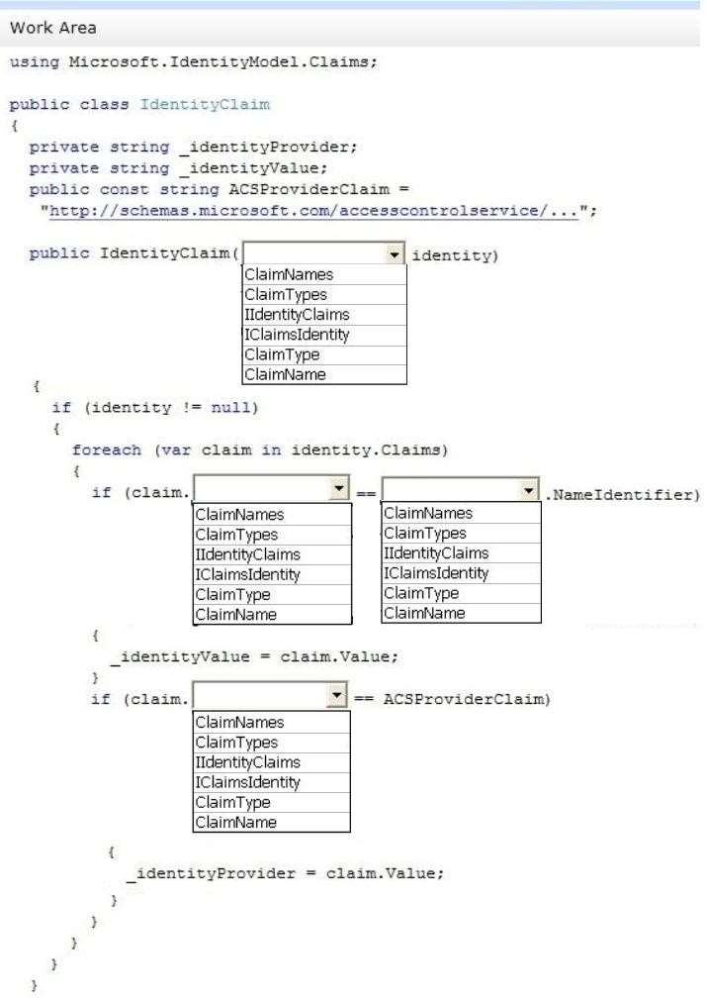 Work Area
using Microsoft.IdentityModel.Claims;
public class IdentityClaim
{
private string _identityProvider;
private string _identityValue;
public const string ACSProviderClaim =
"http://schemas.microsoft.com/accesscontrolservice/...";
public IdentityClaim( identity)
ClaimNames
ClaimTypes
IIdentityClaims
IClaimsIdentity
ClaimType
ClaimName
{
if (identity != null)
{
foreach (var claim in identity.Claims)
{
if (claim. == .NameIdentifier)
ClaimNames ClaimNames
ClaimTypes ClaimTypes
IIdentityClaims IIdentityClaims
IClaimsIdentity IClaimsIdentity
ClaimType ClaimType
ClaimName ClaimName
{
_identityValue = claim.Value;
}
if (claim. == ACSProviderClaim)
ClaimNames
ClaimTypes
IIdentityClaims
IClaimsIdentity
ClaimType
ClaimName
{
_identityProvider = claim.Value;
}
}
}
}
}